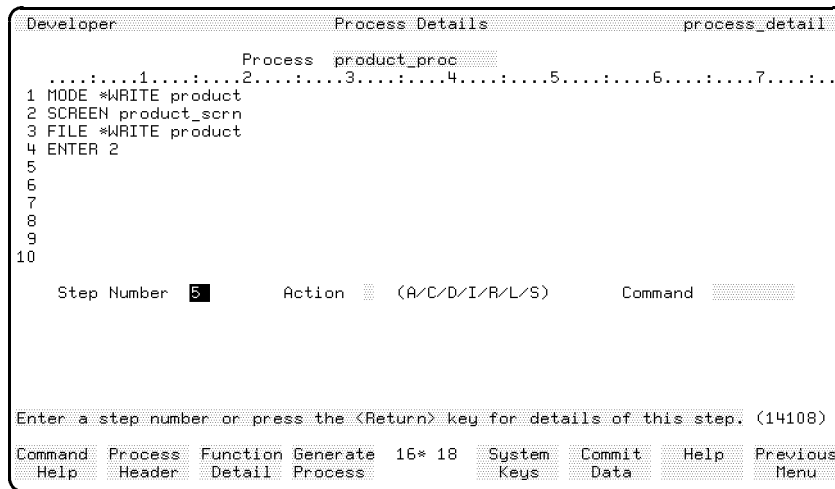 Developer Process Details process_detail
Process product_proc
....:....1....:....2....:....3....:....4....:....5....:....6....:....7....:..
1 MODE *WRITE product
2 SCREEN product_scrn
3 FILE *WRITE product
4 ENTER 2
5
6
7
8
9
10
Step Number 5 Action (A/C/D/I/R/L/S) Command
Enter a step number or press the <Return> key for details of this step. (14108)
Command Process Function Generate 16* 18 System Commit Help Previous
Help Header Detail Process Keys Data Menu